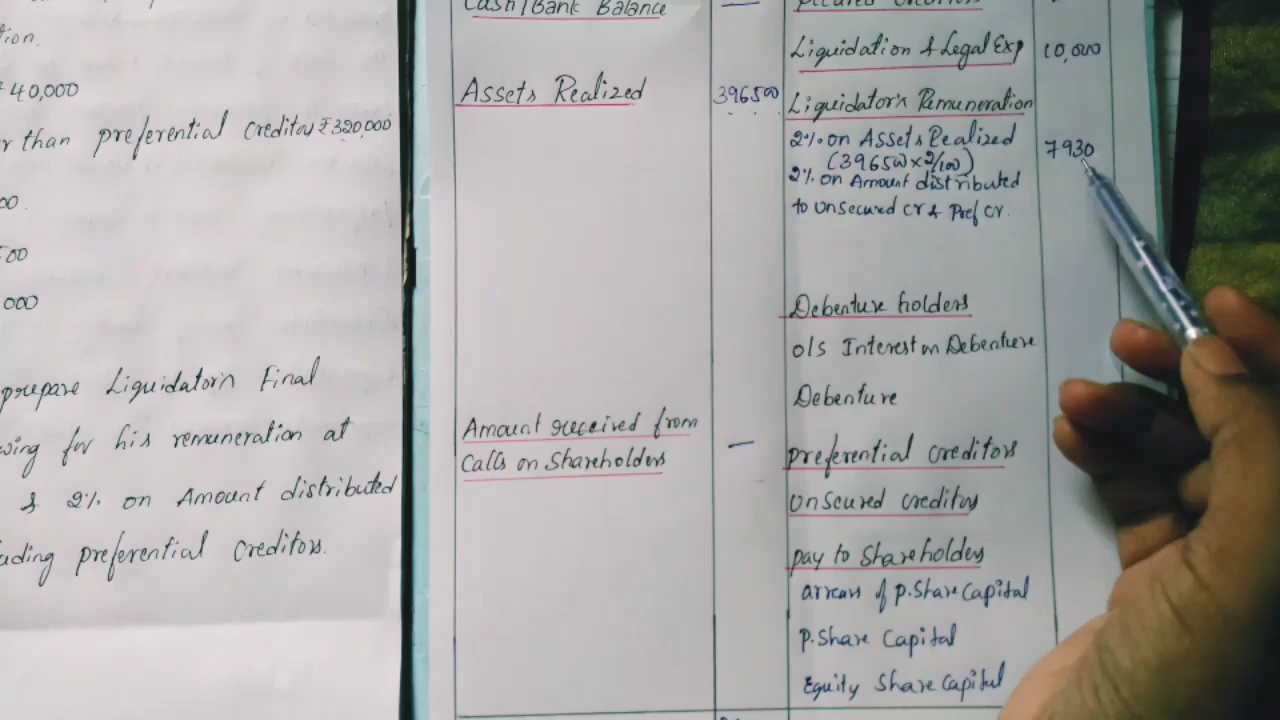 tion.
₹40,000
r than preferential creditors ₹320,000
00.
500
000
prepare Liquidator's Final
wing for his remuneration at
& 2% on Amount distributed
uding preferential creditors.
Cash/Bank Balance —
Assets Realized 396500
Amount received from
Calls on Shareholders —
Liquidation & Legal Exp 10,000
Liquidator's Remuneration
2% on Assets Realized
(396500×2/100) 7930
2% on Amount distributed
to unsecured cr & Pref cr.
Debenture holders
o/s Interest on Debenture
Debenture
preferential creditors
unscured creditors
pay to Shareholders
arrears of p.Share Capital
p.Share Capital
Equity Share Capital